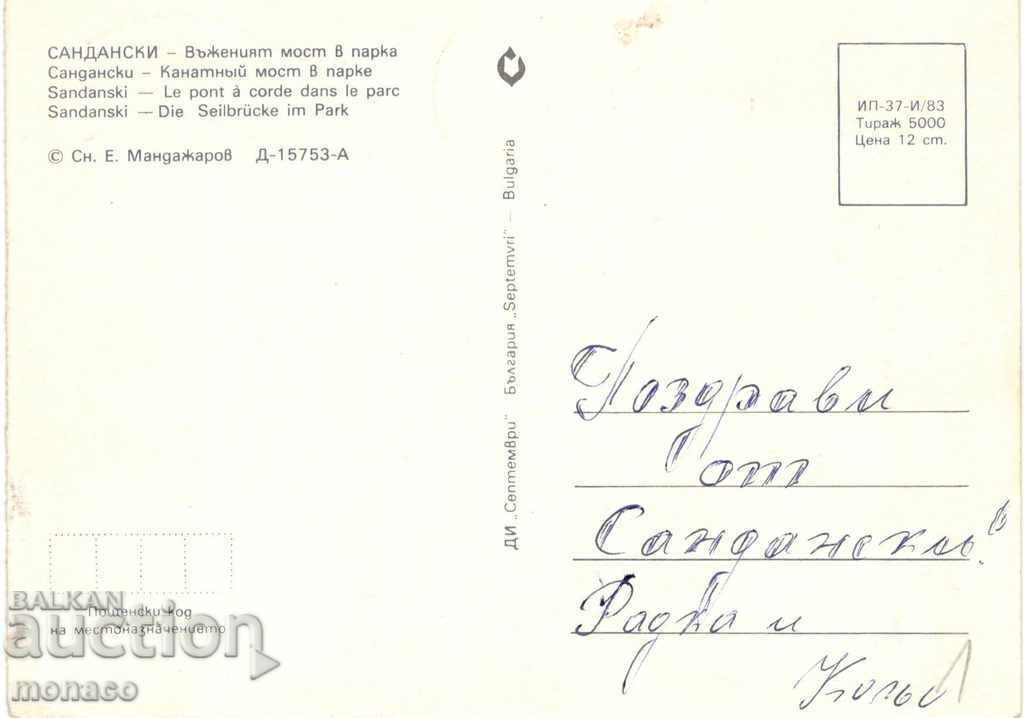 САНДАНСКИ – Въженият мост в парка
Сандански – Канатный мост в парке
Sandanski — Le pont à corde dans le parc
Sandanski — Die Seilbrücke im Park
© Сн. Е. Мандажаров Д-15753-А
ДИ „Септември" България „Septemvri" — Bulgaria
ИП-37-И/83
Тираж 5000
Цена 12 ст.
Поздрави
от
Сандански!
Радка и
Пощенски код
на местоназначението
BALKAN
auction
monaco